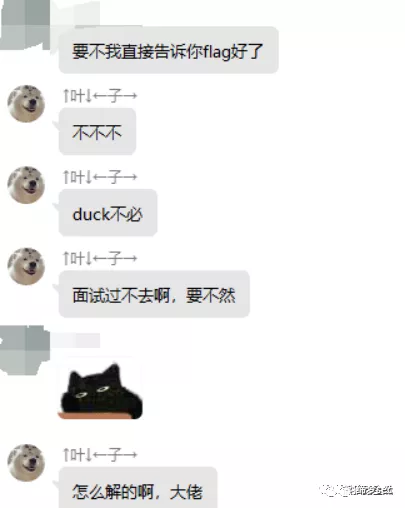 要不我直接告诉你flag好了
↑叶↓←子→
不不不
↑叶↓←子→
duck不必
↑叶↓←子→
面试过不去啊，要不然
↑叶↓←子→
怎么解的啊，大佬